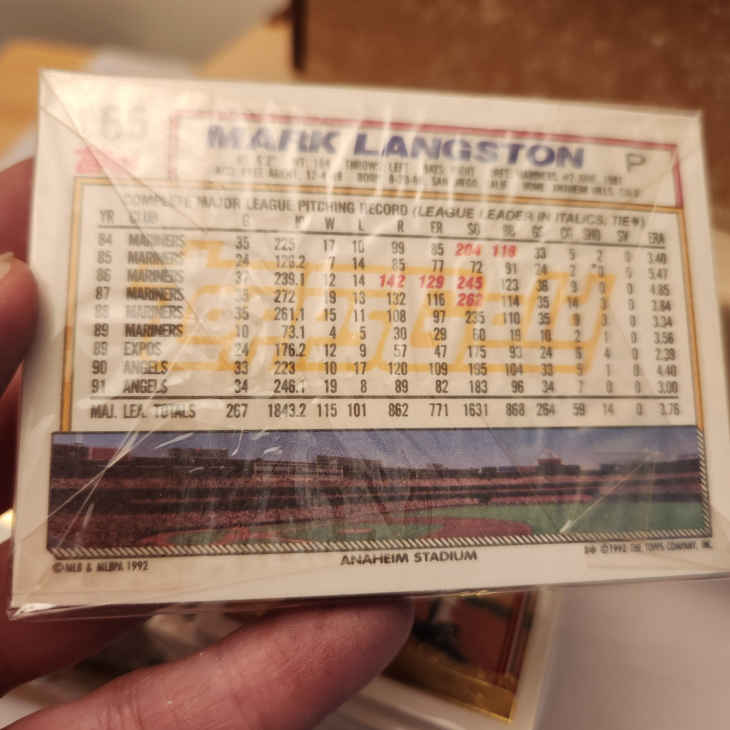 65
MARK LANGSTON P
COMPLETE MAJOR LEAGUE PITCHING RECORD (LEAGUE LEADER IN ITALICS, TIE♦)
YR CLUB G IP W L R ER SO BB GS CG SHO SV ERA
84 MARINERS 35 225 17 10 99 85 204 118 33 5 2 0 3.40
85 MARINERS 24 126.2 7 14 85 77 72 91 24 2 0 0 5.47
86 MARINERS 37 239.1 12 14 142 129 245 123 36 9 0 0 4.85
87 MARINERS 35 272 19 13 132 116 262 114 35 14 3 0 3.84
88 MARINERS 35 261.1 15 11 108 97 235 110 35 9 3 0 3.34
89 MARINERS 10 73.1 4 5 30 29 60 19 10 2 1 0 3.56
89 EXPOS 24 176.2 12 9 57 47 175 93 24 6 4 0 2.39
90 ANGELS 33 223 10 17 120 109 195 104 33 5 1 0 4.40
91 ANGELS 34 246.1 19 8 89 82 183 96 34 7 0 0 3.00
MAJ. LEA. TOTALS 267 1843.2 115 101 862 771 1631 868 264 59 14 0 3.76
ANAHEIM STADIUM
© MLB & MLBPA 1992
©1992 THE TOPPS COMPANY, INC.